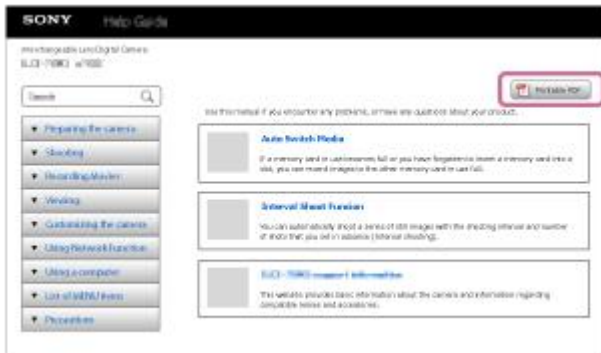 SONY Help Guide
Interchangeable Lens Digital Camera
Search
Printable PDF
Use this manual if you encounter any problems, or have any questions about your product.
Preparing the camera
Shooting
Recording Movies
Viewing
Customizing the camera
Using Network Function
Using a computer
List of MENU items
Precautions
Auto Switch Media
If a memory card in use becomes full or you have forgotten to insert a memory card into a
slot, you can record images to the other memory card in use full.
Interval Shoot Function
You can automatically shoot a series of still images with the shooting interval and number
of shots that you set in advance (Interval shooting).
support information
This website provides basic information about the camera and information regarding
compatible lenses and accessories.